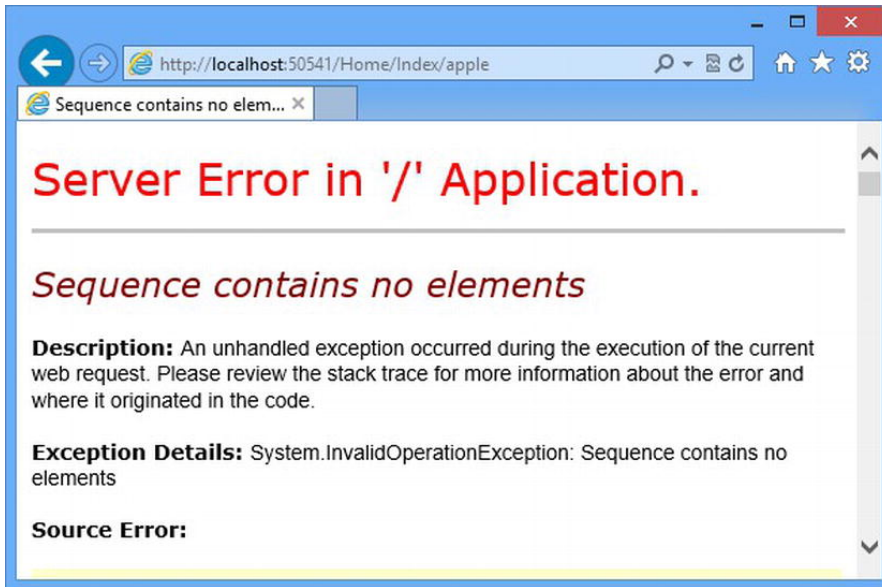 http://localhost:50541/Home/Index/apple
Sequence contains no elem...
Server Error in '/' Application.
Sequence contains no elements
Description: An unhandled exception occurred during the execution of the current
web request. Please review the stack trace for more information about the error and
where it originated in the code.
Exception Details: System.InvalidOperationException: Sequence contains no
elements
Source Error: